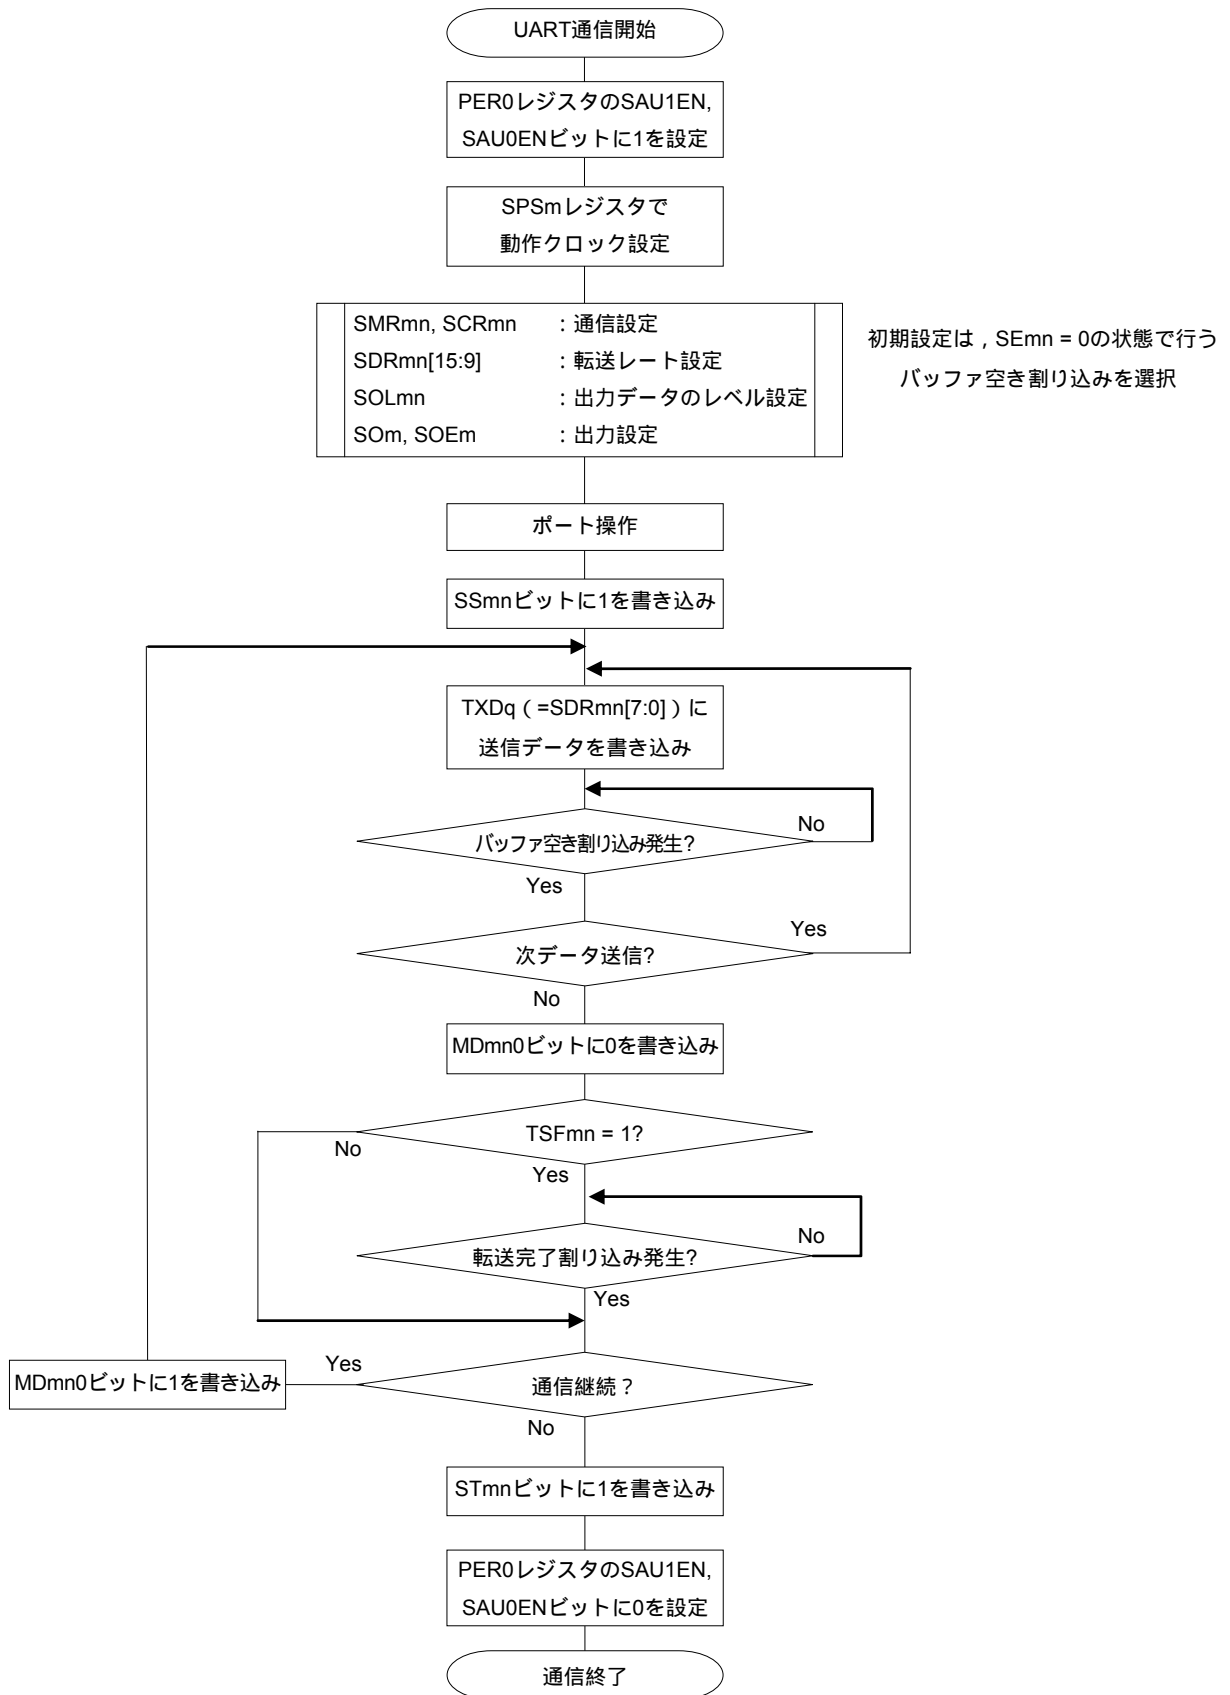 UART通信開始
PER0レジスタのSAU1EN,
SAU0ENビットに1を設定
SPSmレジスタで
動作クロック設定
SMRmn, SCRmn : 通信設定
SDRmn[15:9] : 転送レート設定
SOLmn : 出力データのレベル設定
SOm, SOEm : 出力設定
初期設定は，SEmn = 0の状態で行う
バッファ空き割り込みを選択
ポート操作
SSmnビットに1を書き込み
TXDq（=SDRmn[7:0]）に
送信データを書き込み
No
バッファ空き割り込み発生?
Yes
Yes
次データ送信?
No
MDmn0ビットに0を書き込み
TSFmn = 1?
No
Yes
No
転送完了割り込み発生?
Yes
Yes
MDmn0ビットに1を書き込み
通信継続？
No
STmnビットに1を書き込み
PER0レジスタのSAU1EN,
SAU0ENビットに0を設定
通信終了